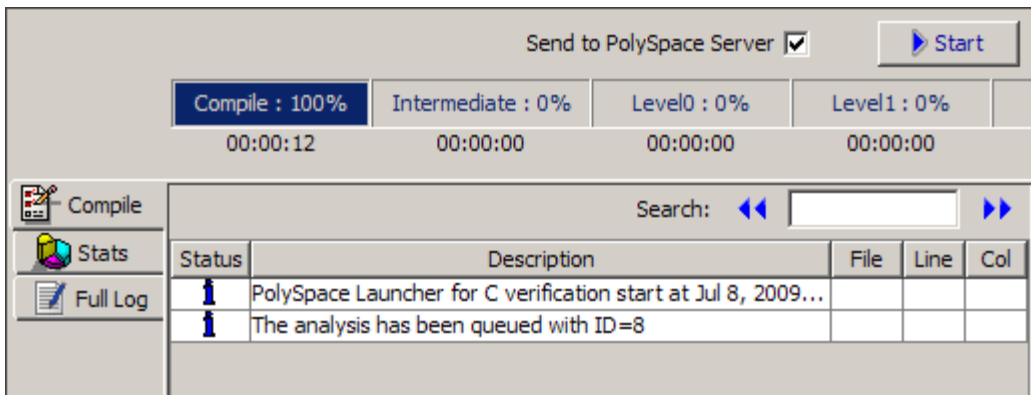 Send to PolySpace Server Start
Compile : 100% Intermediate : 0% Level0 : 0% Level1 : 0%
00:00:12 00:00:00 00:00:00 00:00:00
Compile Search:
Stats Status Description File Line Col
Full Log PolySpace Launcher for C verification start at Jul 8, 2009...
The analysis has been queued with ID=8